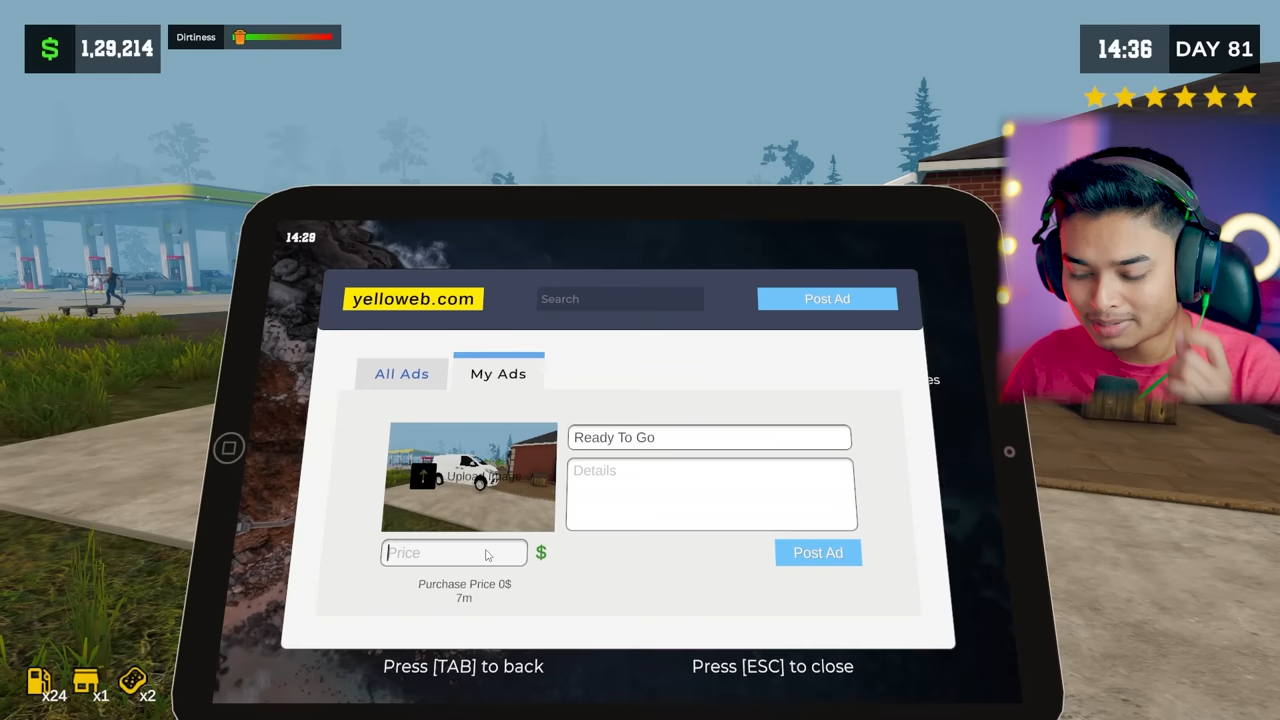 $ 1,29,214
Dirtiness
14:36 DAY 81
14:29
yelloweb.com
Search
Post Ad
es
All Ads
My Ads
Ready To Go
Upload Image
Details
Price
$
Post Ad
Purchase Price 0$
7m
Press [TAB] to back
Press [ESC] to close
x24
x1
x2